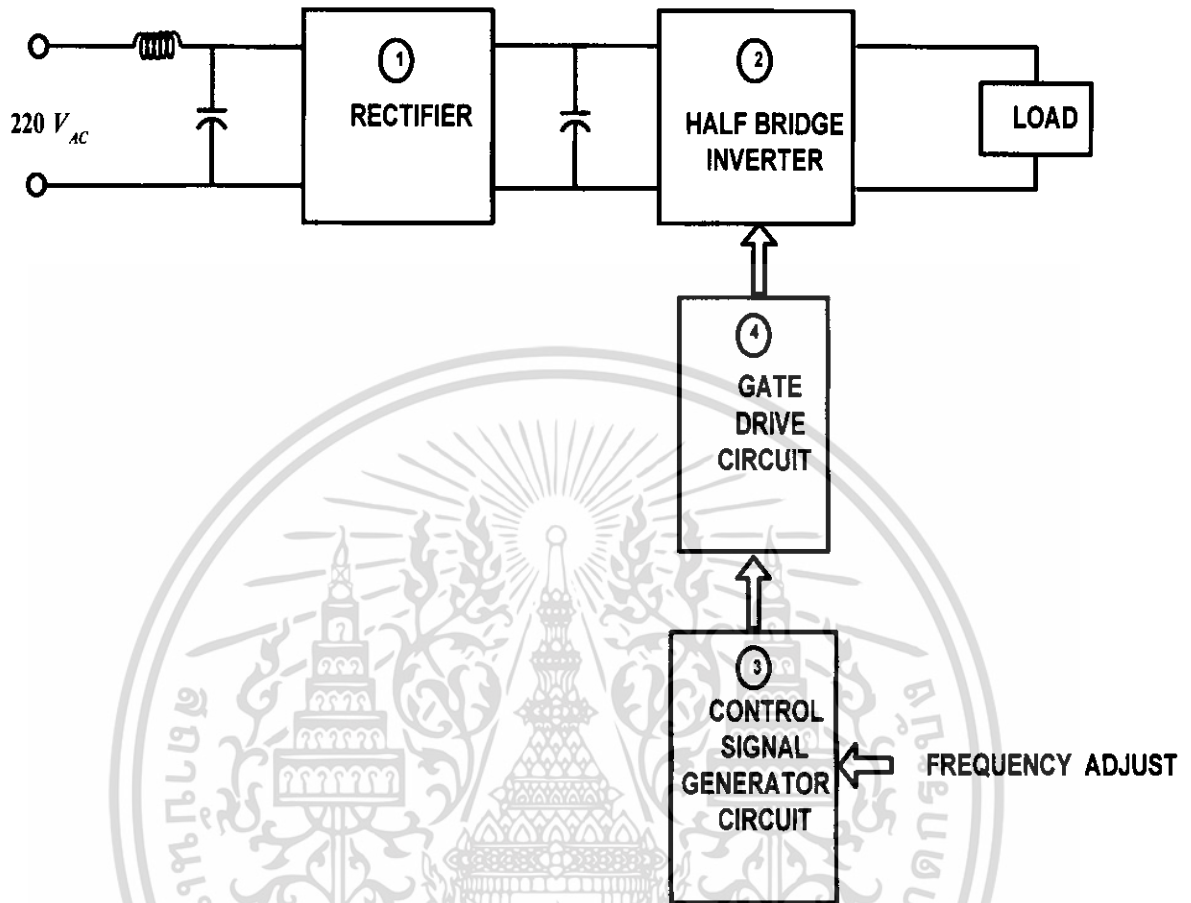 220 V_AC
1
RECTIFIER
2
HALF BRIDGE
INVERTER
LOAD
4
GATE
DRIVE
CIRCUIT
3
CONTROL
SIGNAL
GENERATOR
CIRCUIT
FREQUENCY ADJUST